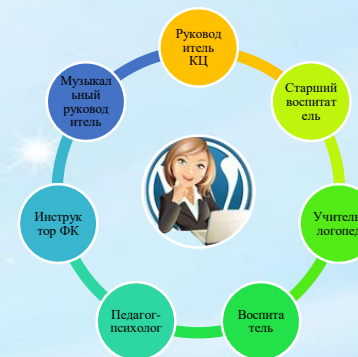 Руковод
итель
КЦ
Старший
воспитат
ель
Учитель
логопед
Воспита
тель
Педагог-
психолог
Инструк
тор ФК
Музыкал
ьный
руковод
итель